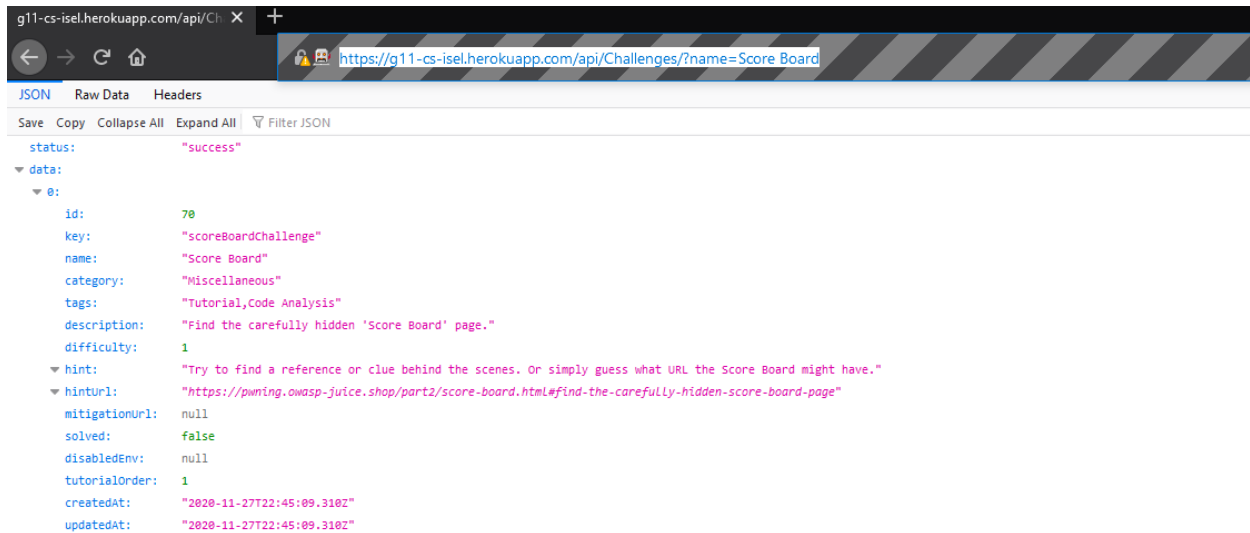 g11-cs-isel.herokuapp.com/api/Ch
https://g11-cs-isel.herokuapp.com/api/Challenges/?name=Score Board
JSON Raw Data Headers
Save Copy Collapse All Expand All Filter JSON
status: "success"
data:
0:
id: 70
key: "scoreBoardChallenge"
name: "Score Board"
category: "Miscellaneous"
tags: "Tutorial,Code Analysis"
description: "Find the carefully hidden 'Score Board' page."
difficulty: 1
hint: "Try to find a reference or clue behind the scenes. Or simply guess what URL the Score Board might have."
hintUrl: "https://pwning.owasp-juice.shop/part2/score-board.html#find-the-carefully-hidden-score-board-page"
mitigationUrl: null
solved: false
disabledEnv: null
tutorialOrder: 1
createdAt: "2020-11-27T22:45:09.310Z"
updatedAt: "2020-11-27T22:45:09.310Z"